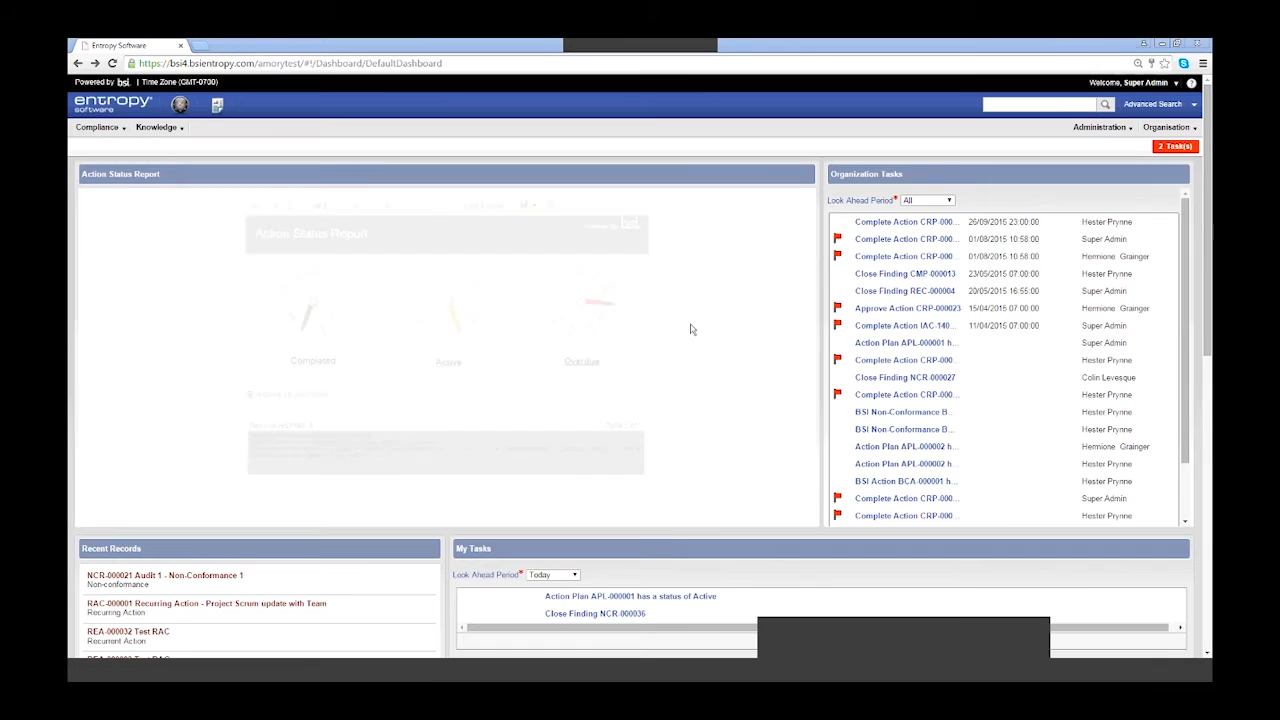 Entropy Software
https://bsi4.bsientropy.com/amorytest/#!/Dashboard/DefaultDashboard
Powered by bsi. | Time Zone (GMT-0700)
Welcome, Super Admin
entropy software
Advanced Search
Compliance Knowledge
Administration Organisation
2 Task(s)
Action Status Report
Action Status Report
bsi.
Completed
Active
Overdue
Organization Tasks
Look Ahead Period* All
Complete Action CRP-000... 26/09/2015 23:00:00 Hester Prynne
Complete Action CRP-000... 01/08/2015 10:58:00 Super Admin
Complete Action CRP-000... 01/08/2015 10:58:00 Hermione Grainger
Close Finding CMP-000013 23/05/2015 07:00:00 Hester Prynne
Close Finding REC-000004 20/05/2015 16:55:00 Super Admin
Approve Action CRP-000023 15/04/2015 07:00:00 Hermione Grainger
Complete Action IAC-140... 11/04/2015 07:00:00 Super Admin
Action Plan APL-000001 h... Super Admin
Complete Action CRP-000... Hester Prynne
Close Finding NCR-000027 Colin Levesque
Complete Action CRP-000... Hester Prynne
BSI Non-Conformance B... Hester Prynne
BSI Non-Conformance B... Hester Prynne
Action Plan APL-000002 h... Hermione Grainger
Action Plan APL-000002 h... Hester Prynne
BSI Action BCA-000001 h... Hester Prynne
Complete Action CRP-000... Super Admin
Complete Action CRP-000... Hester Prynne
Recent Records
NCR-000021 Audit 1 - Non-Conformance 1
Non-conformance
RAC-000001 Recurring Action - Project Scrum update with Team
Recurring Action
REA-000032 Test RAC
Recurrent Action
My Tasks
Look Ahead Period* Today
Action Plan APL-000001 has a status of Active
Close Finding NCR-000036